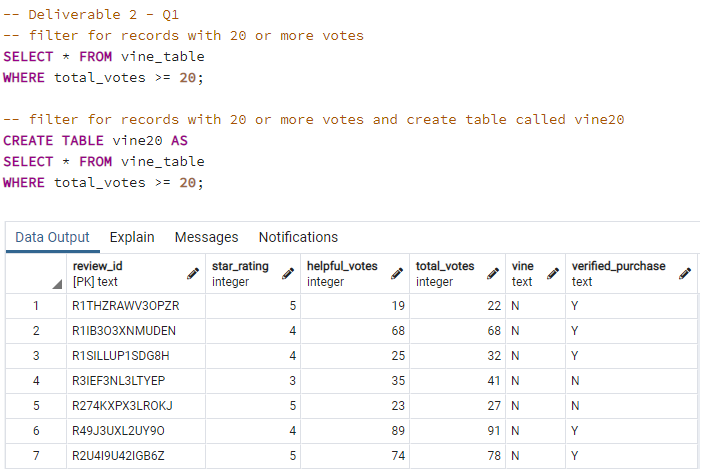 -- Deliverable 2 - Q1
-- filter for records with 20 or more votes
SELECT * FROM vine_table
WHERE total_votes >= 20;
-- filter for records with 20 or more votes and create table called vine20
CREATE TABLE vine20 AS
SELECT * FROM vine_table
WHERE total_votes >= 20;
Data Output Explain Messages Notifications
review_id star_rating helpful_votes total_votes vine verified_purchase
[PK] text integer integer integer text text
1 R1THZRAWV3OPZR 5 19 22 N Y
2 R1IB3O3XNMUDEN 4 68 68 N Y
3 R1SILLUP1SDG8H 4 25 32 N Y
4 R3IEF3NL3LTYEP 3 35 41 N N
5 R274KXPX3LROKJ 5 23 27 N N
6 R49J3UXL2UY9O 4 89 91 N Y
7 R2U4I9U42IGB6Z 5 74 78 N Y